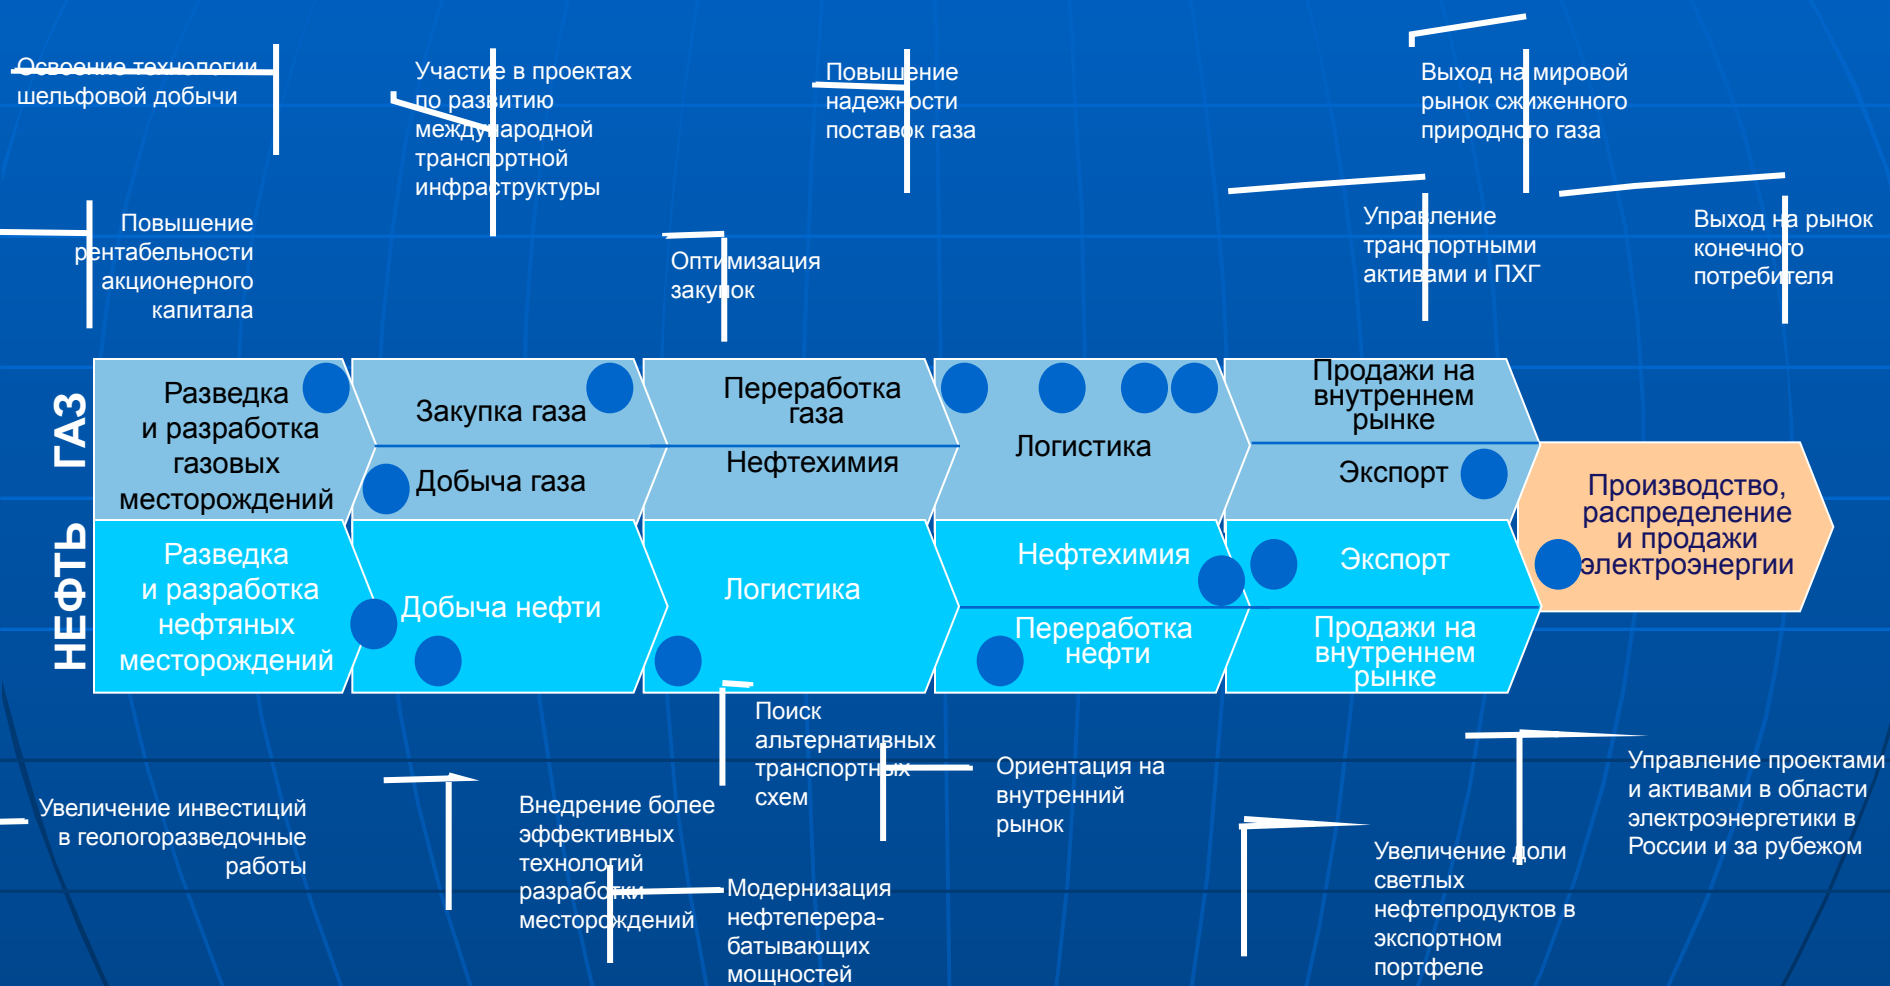 Освоение технологии
шельфовой добычи
Участие в проектах
по развитию
международной
транспортной
инфраструктуры
Повышение
надежности
поставок газа
Выход на мировой
рынок сжиженного
природного газа
Повышение
рентабельности
акционерного
капитала
Оптимизация
закупок
Управление
транспортными
активами и ПХГ
Выход на рынок
конечного
потребителя
ГАЗ
Разведка
и разработка
газовых
месторождений
Закупка газа
Добыча газа
Переработка
газа
Нефтехимия
Логистика
Продажи на
внутреннем
рынке
Экспорт
Производство,
распределение
и продажи
электроэнергии
НЕФТЬ
Разведка
и разработка
нефтяных
месторождений
Добыча нефти
Логистика
Нефтехимия
Переработка
нефти
Экспорт
Продажи на
внутреннем
рынке
Увеличение инвестиций
в геологоразведочные
работы
Внедрение более
эффективных
технологий
разработки
месторождений
Поиск
альтернативных
транспортных
схем
Модернизация
нефтеперера-
батывающих
мощностей
Ориентация на
внутренний
рынок
Увеличение доли
светлых
нефтепродуктов в
экспортном
портфеле
Управление проектами
и активами в области
электроэнергетики в
России и за рубежом